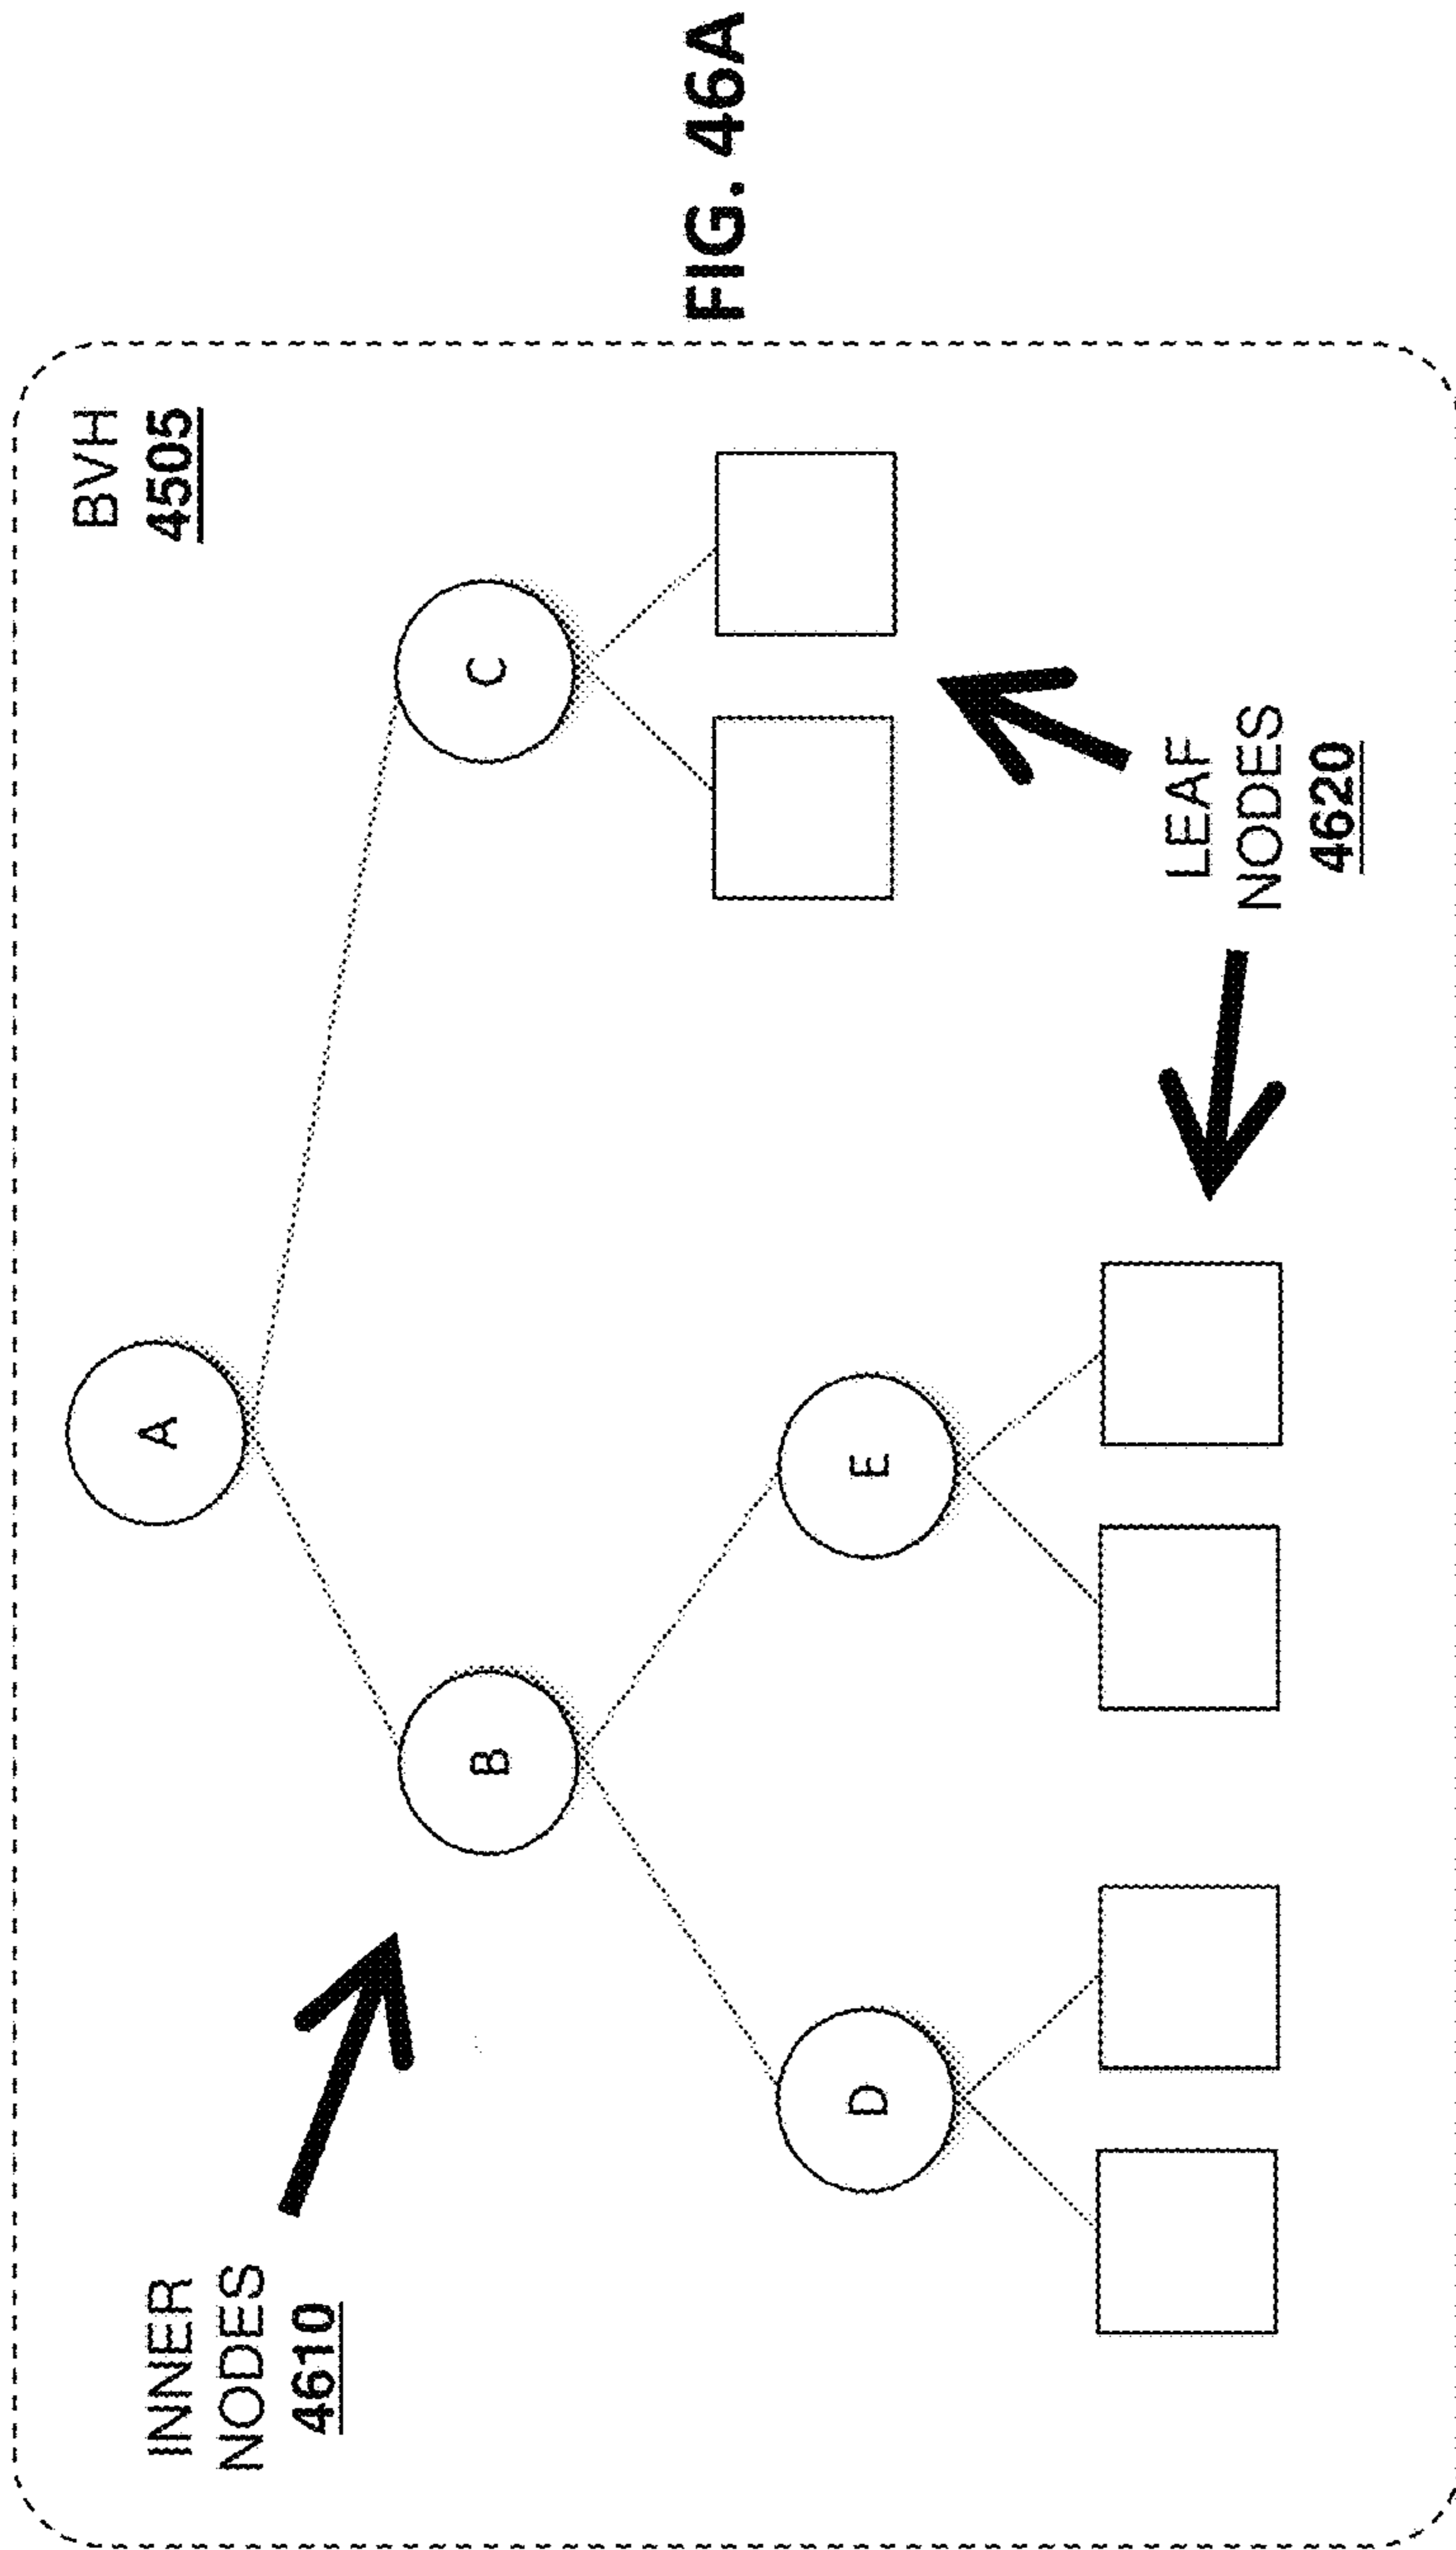 INNER
NODES
4610
BVH
4505
A
B
C
D
E
LEAF
NODES
4620
FIG. 46A